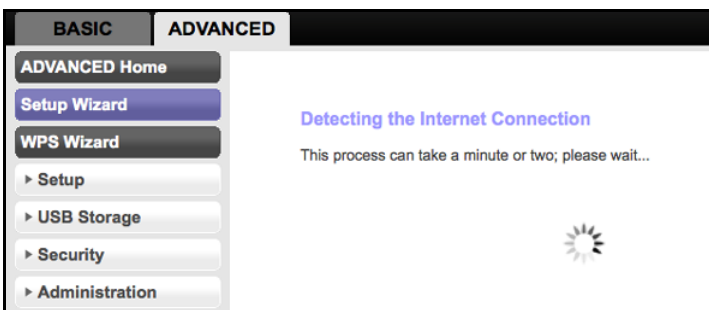 BASIC
ADVANCED
ADVANCED Home
Setup Wizard
WPS Wizard
Setup
USB Storage
Security
Administration
Detecting the Internet Connection
This process can take a minute or two; please wait...